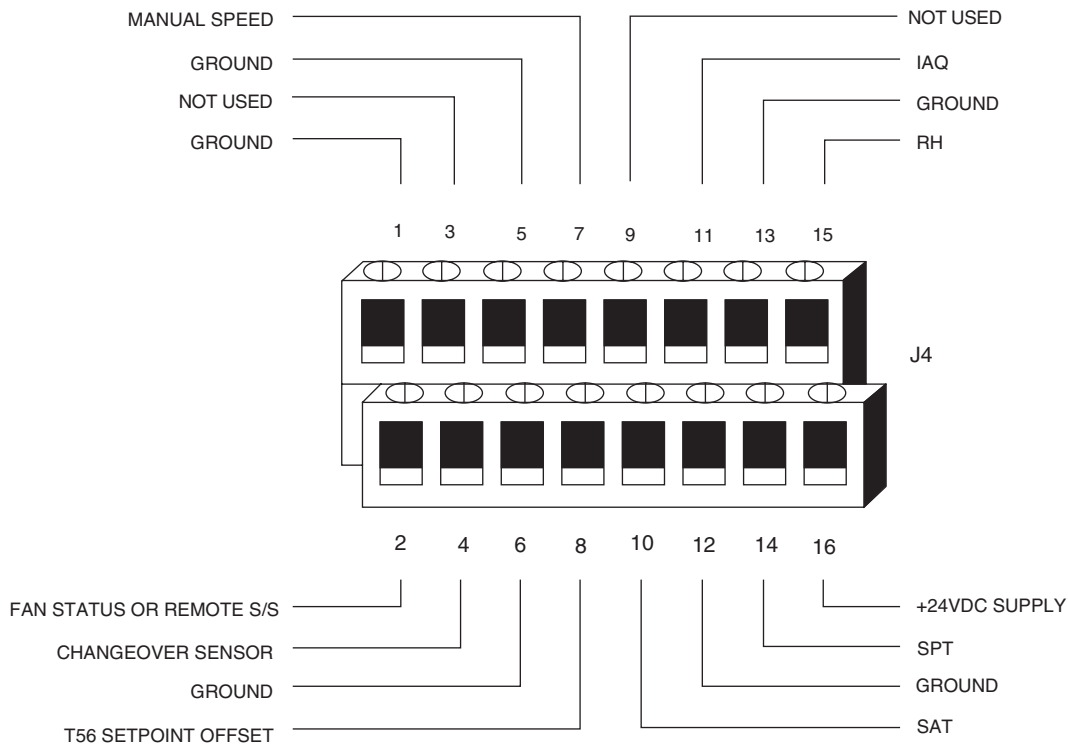 MANUAL SPEED
GROUND
NOT USED
GROUND
NOT USED
IAQ
GROUND
RH
1 3 5 7 9 11 13 15
J4
2 4 6 8 10 12 14 16
FAN STATUS OR REMOTE S/S
CHANGEOVER SENSOR
GROUND
T56 SETPOINT OFFSET
+24VDC SUPPLY
SPT
GROUND
SAT